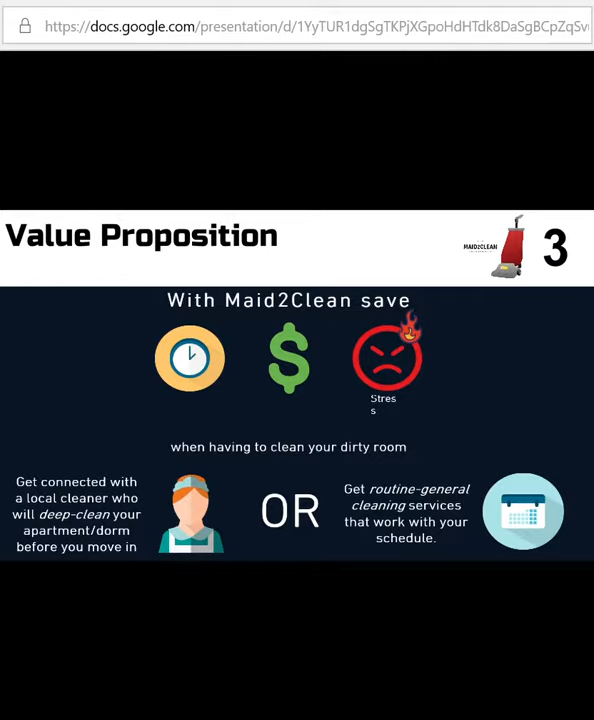 https://docs.google.com/presentation/d/1YyTUR1dgSgTKPjXGpoHdHTdk8DaSgBCpZqSv
Value Proposition
MAID2CLEAN
3
With Maid2Clean save
$
Stres
s
when having to clean your dirty room
Get connected with
a local cleaner who
will deep-clean your
apartment/dorm
before you move in
OR
Get routine-general
cleaning services
that work with your
schedule.